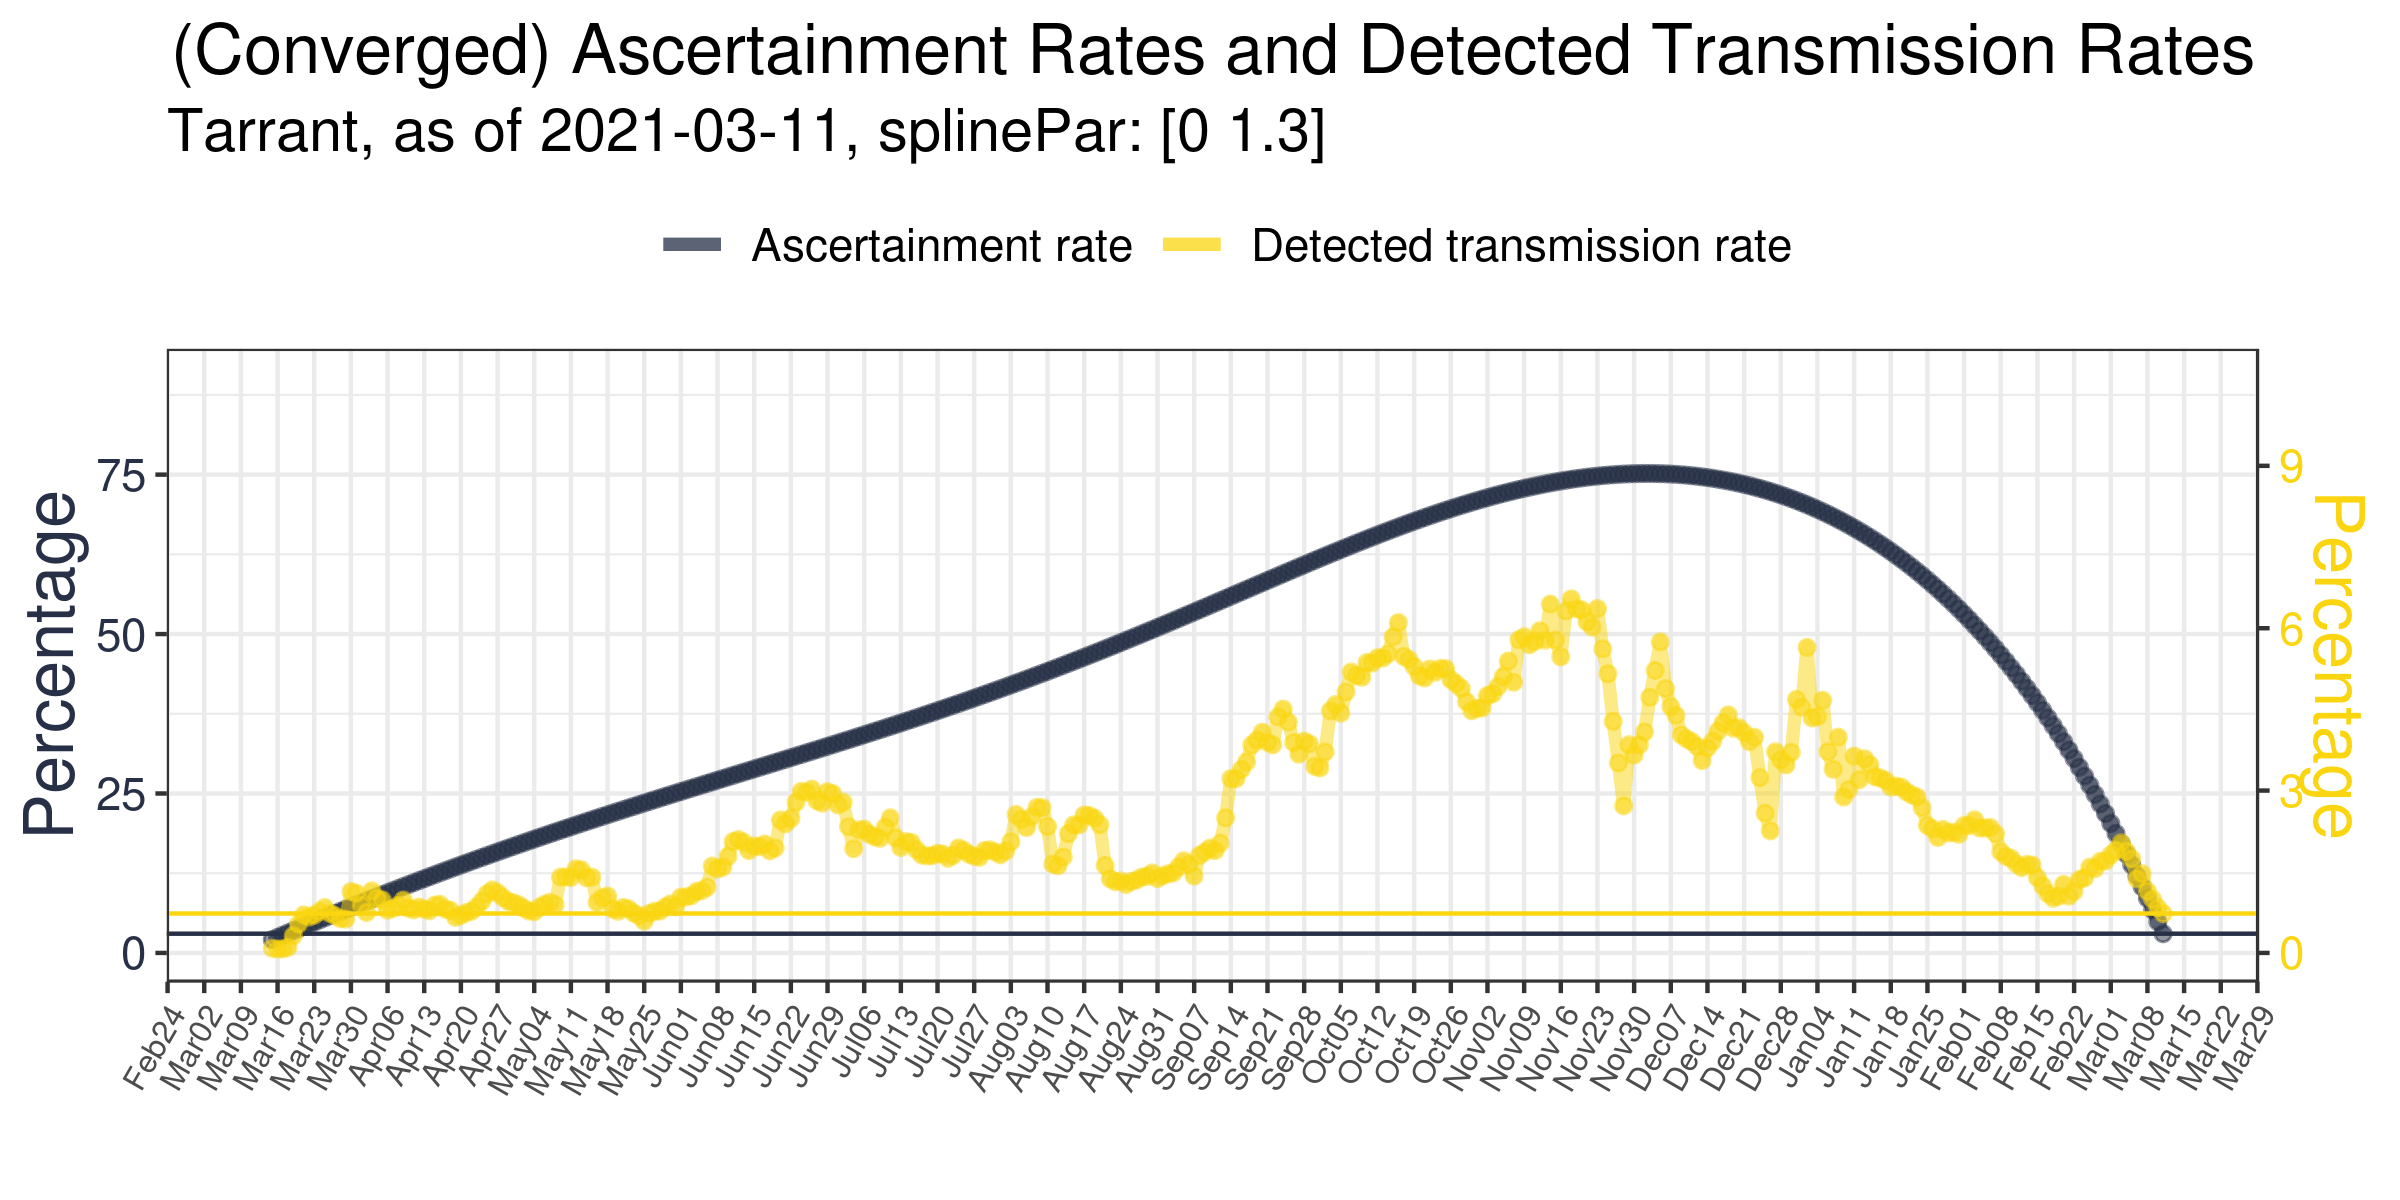 (Converged) Ascertainment Rates and Detected Transmission Rates
Tarrant, as of 2021-03-11, splinePar: [0 1.3]
Ascertainment rate Detected transmission rate
Percentage
75
50
25
0
9
6
3
0
Percentage
Feb24 Mar02 Mar09 Mar16 Mar23 Mar30 Apr06 Apr13 Apr20 Apr27 May04 May11 May18 May25 Jun01 Jun08 Jun15 Jun22 Jun29 Jul06 Jul13 Jul20 Jul27 Aug03 Aug10 Aug17 Aug24 Aug31 Sep07 Sep14 Sep21 Sep28 Oct05 Oct12 Oct19 Oct26 Nov02 Nov09 Nov16 Nov23 Nov30 Dec07 Dec14 Dec21 Dec28 Jan04 Jan11 Jan18 Jan25 Feb01 Feb08 Feb15 Feb22 Mar01 Mar08 Mar15 Mar22 Mar29